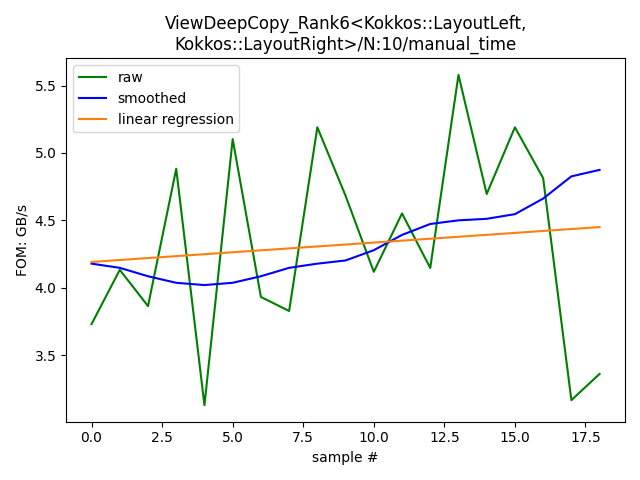 ViewDeepCopy_Rank6<Kokkos::LayoutLeft,
Kokkos::LayoutRight>/N:10/manual_time
raw
smoothed
linear regression
FOM: GB/s
5.5
5.0
4.5
4.0
3.5
0.0 2.5 5.0 7.5 10.0 12.5 15.0 17.5
sample #